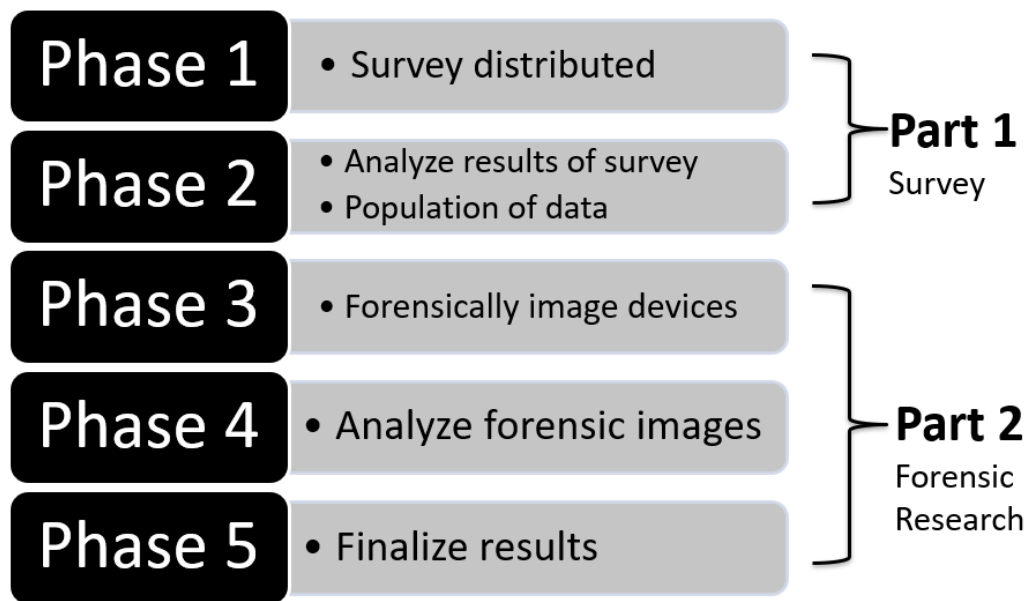 Phase 1
• Survey distributed
Phase 2
• Analyze results of survey
• Population of data
Part 1
Survey
Phase 3
• Forensically image devices
Phase 4
• Analyze forensic images
Phase 5
• Finalize results
Part 2
Forensic
Research